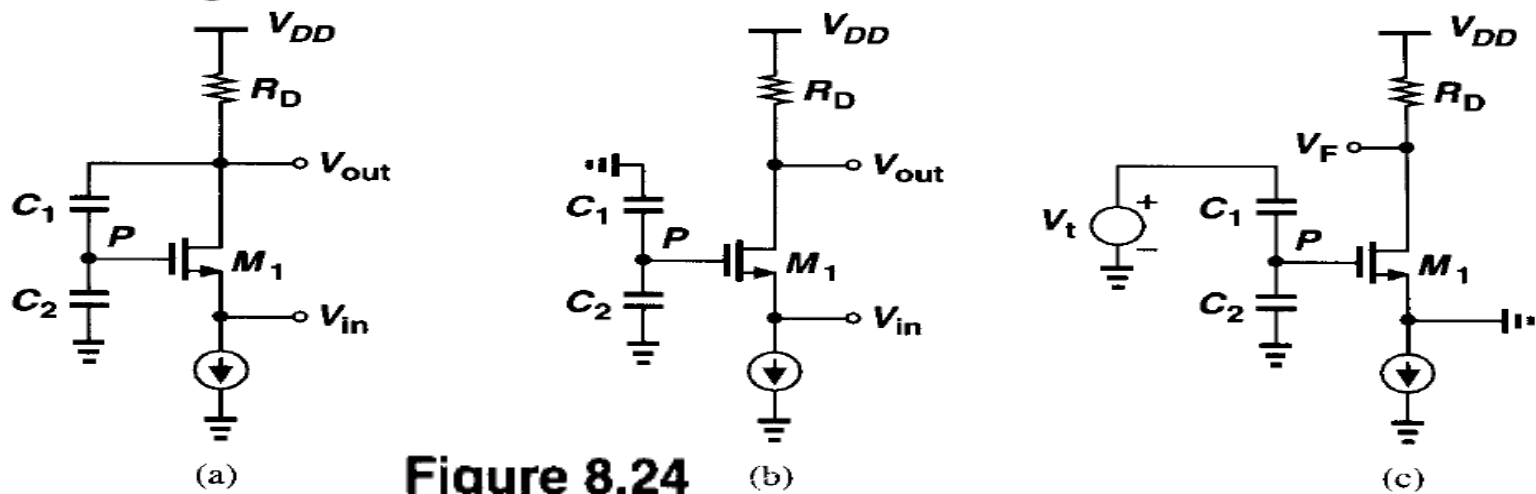 V_DD
R_D
V_out
C_1
P
M_1
C_2
V_in
(a)
V_DD
R_D
V_out
C_1
P
M_1
C_2
V_in
(b)
V_DD
R_D
V_F
V_t
+
−
C_1
P
M_1
C_2
(c)
Figure 8.24